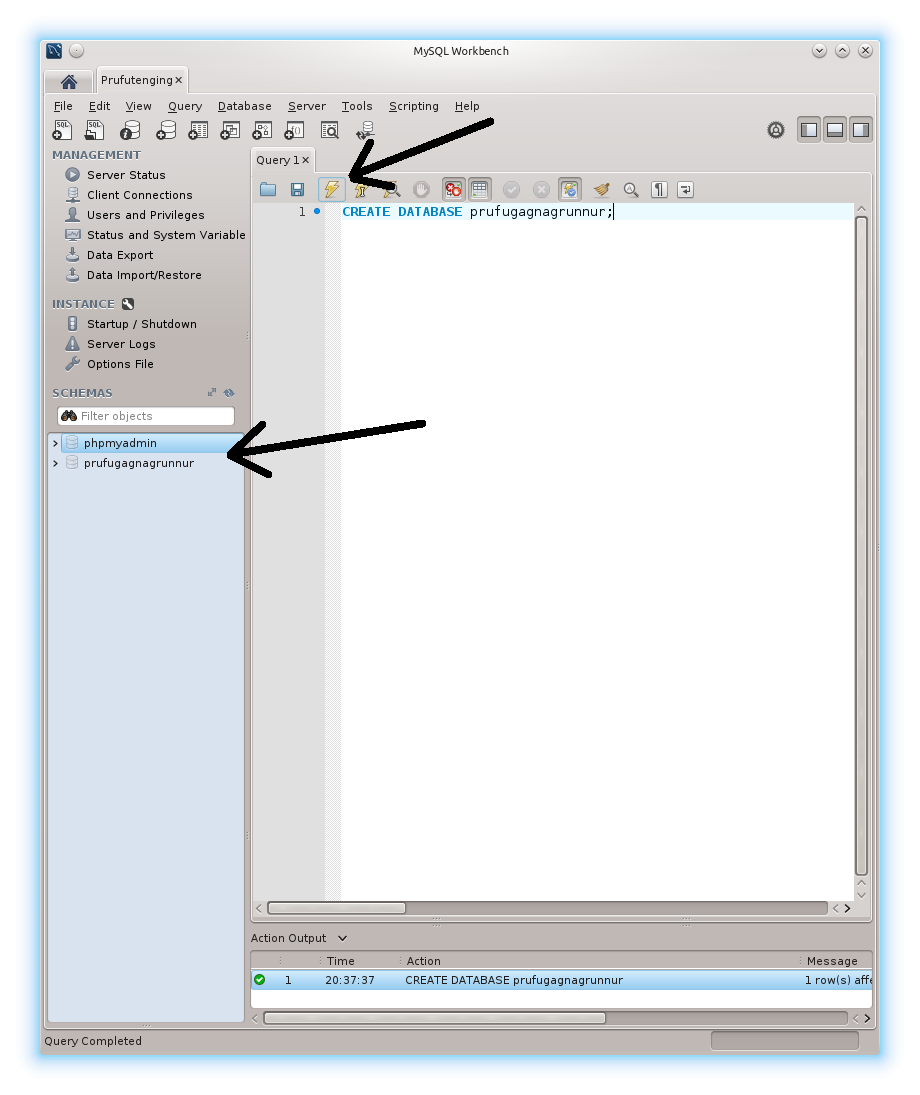 MySQL Workbench
Prufutenging
File Edit View Query Database Server Tools Scripting Help
SQL SQL
MANAGEMENT
Server Status
Client Connections
Users and Privileges
Status and System Variable
Data Export
Data Import/Restore
INSTANCE
Startup / Shutdown
Server Logs
Options File
SCHEMAS
Filter objects
phpmyadmin
prufugagnagrunnur
Query 1
1 CREATE DATABASE prufugagnagrunnur;
Action Output
Time Action Message
1 20:37:37 CREATE DATABASE prufugagnagrunnur 1 row(s) affe
Query Completed